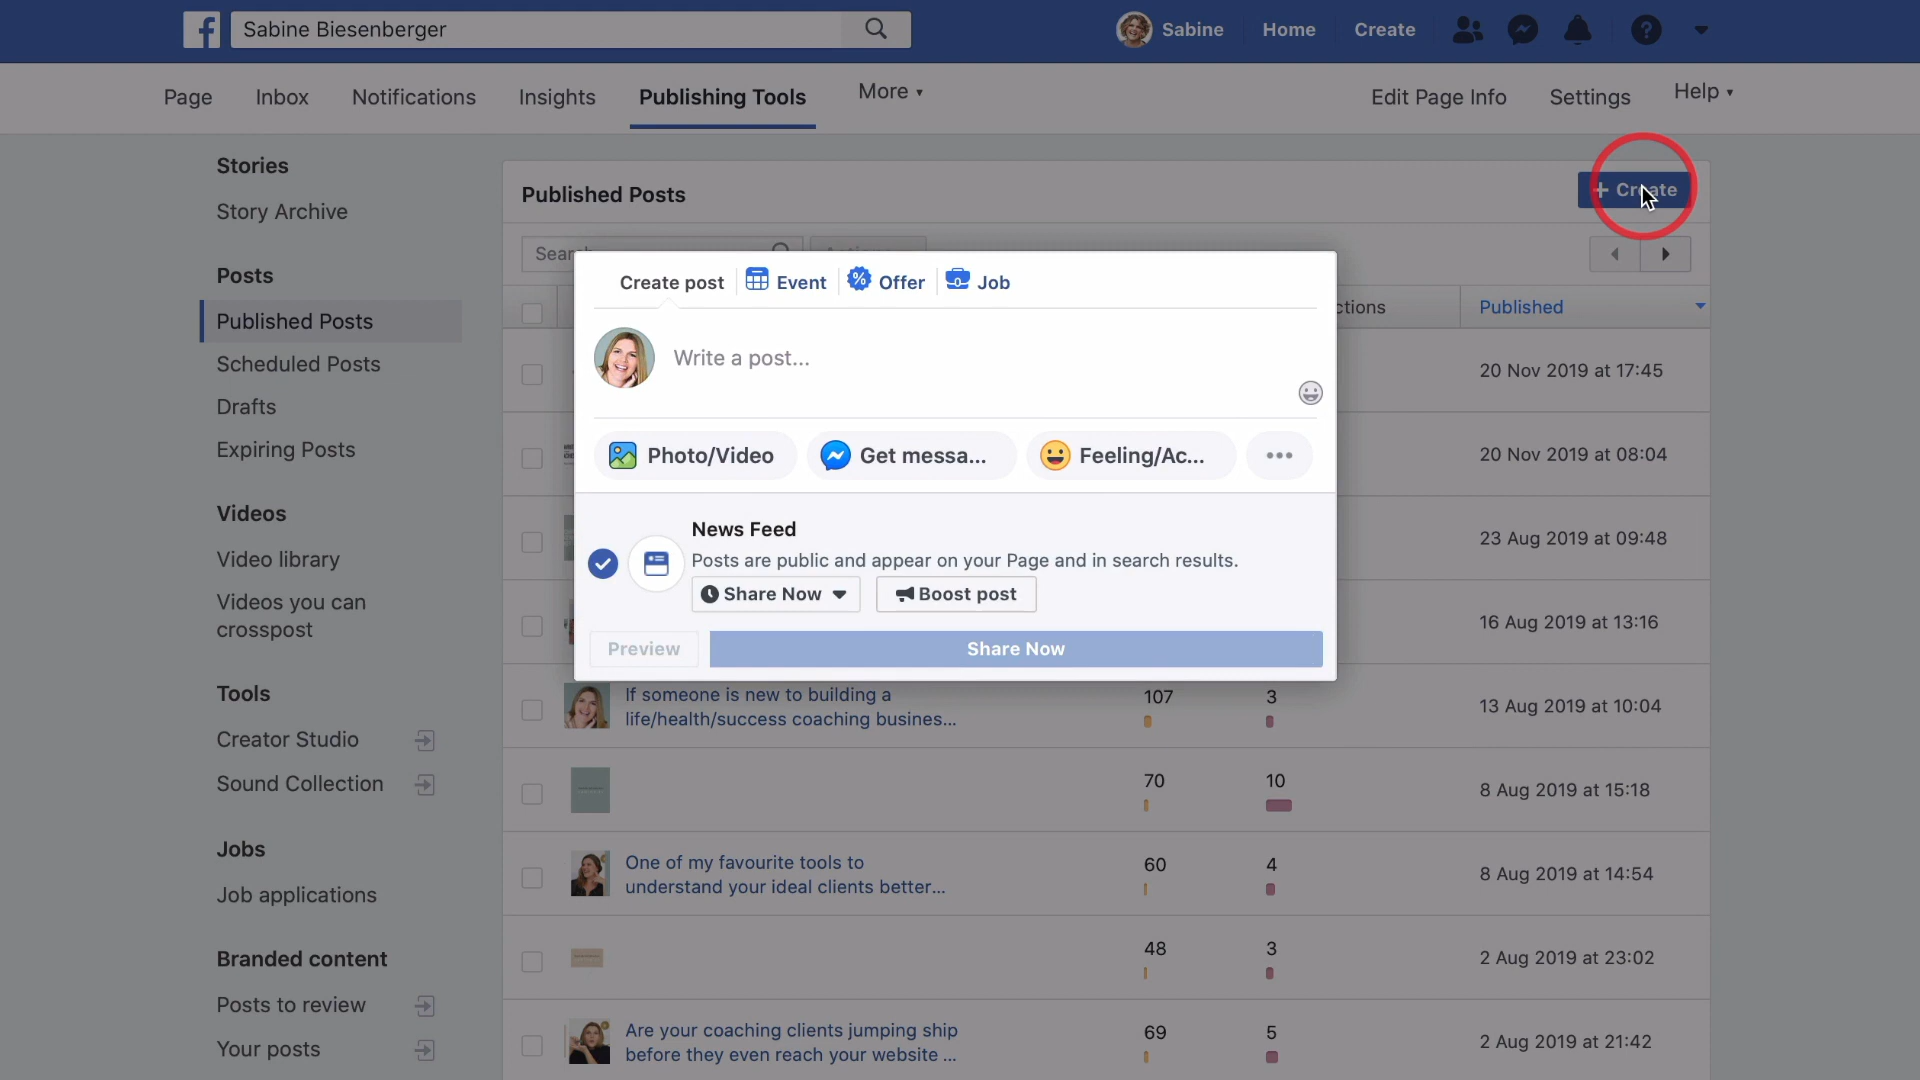 Sabine Biesenberger
Sabine
Home
Create
Page
Inbox
Notifications
Insights
Publishing Tools
More
Edit Page Info
Settings
Help
Stories
Story Archive
Posts
Published Posts
Scheduled Posts
Drafts
Expiring Posts
Videos
Video library
Videos you can
crosspost
Tools
Creator Studio
Sound Collection
Jobs
Job applications
Branded content
Posts to review
Your posts
Published Posts
+ Create
Create post
Event
Offer
Job
Write a post...
Photo/Video
Get messa...
Feeling/Ac...
News Feed
Posts are public and appear on your Page and in search results.
Share Now
Boost post
Preview
Share Now
Published
20 Nov 2019 at 17:45
20 Nov 2019 at 08:04
23 Aug 2019 at 09:48
16 Aug 2019 at 13:16
If someone is new to building a
life/health/success coaching busines...
107
3
13 Aug 2019 at 10:04
70
10
8 Aug 2019 at 15:18
One of my favourite tools to
understand your ideal clients better...
60
4
8 Aug 2019 at 14:54
48
3
2 Aug 2019 at 23:02
Are your coaching clients jumping ship
before they even reach your website ...
69
5
2 Aug 2019 at 21:42